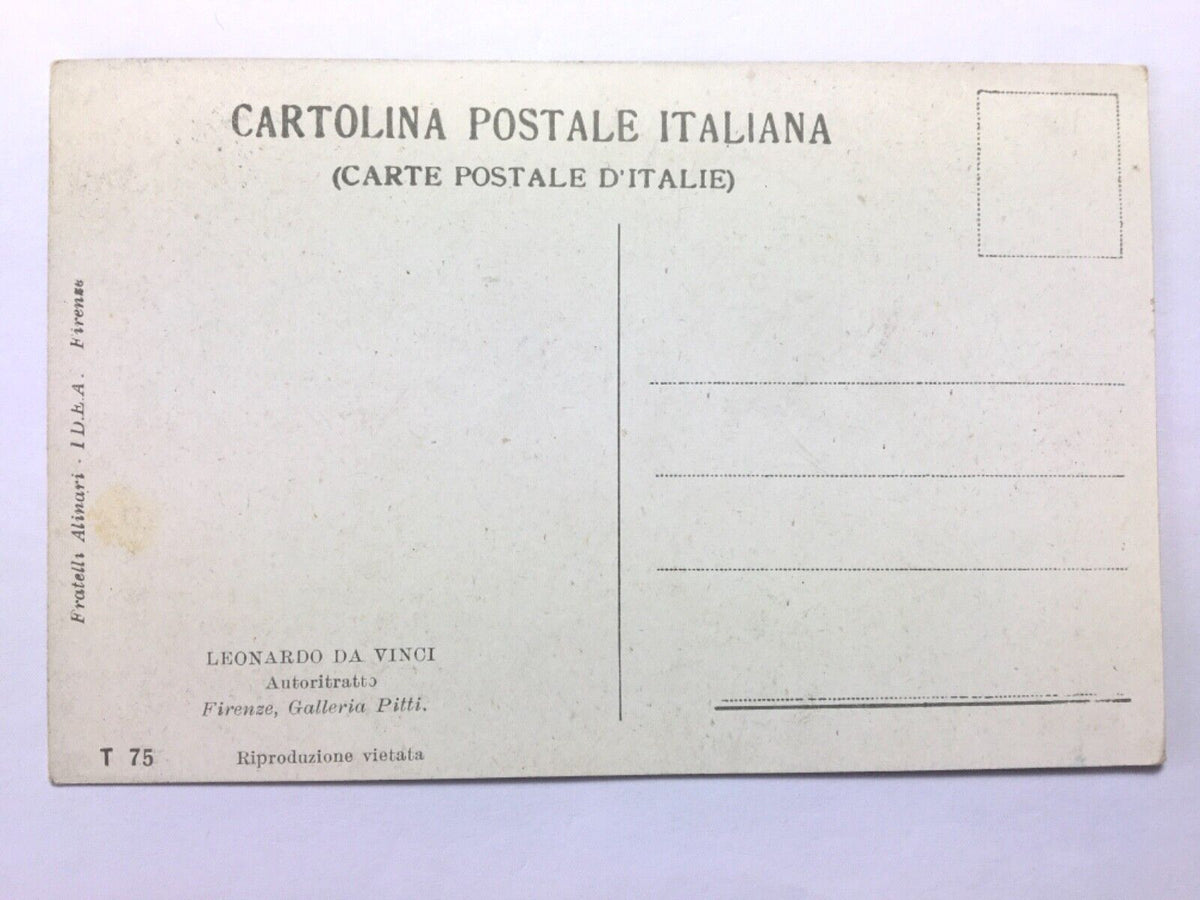 CARTOLINA POSTALE ITALIANA
(CARTE POSTALE D'ITALIE)
Fratelli Alinari - I.D.E.A. Firenze
LEONARDO DA VINCI
Autoritratto
Firenze, Galleria Pitti.
T 75
Riproduzione vietata